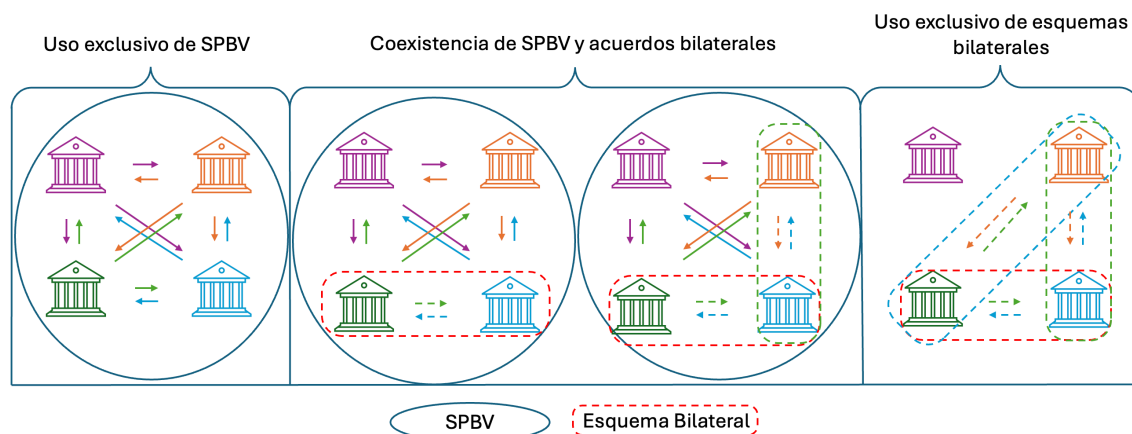 Uso exclusivo de SPBV
Coexistencia de SPBV y acuerdos bilaterales
Uso exclusivo de esquemas
bilaterales
SPBV
Esquema Bilateral